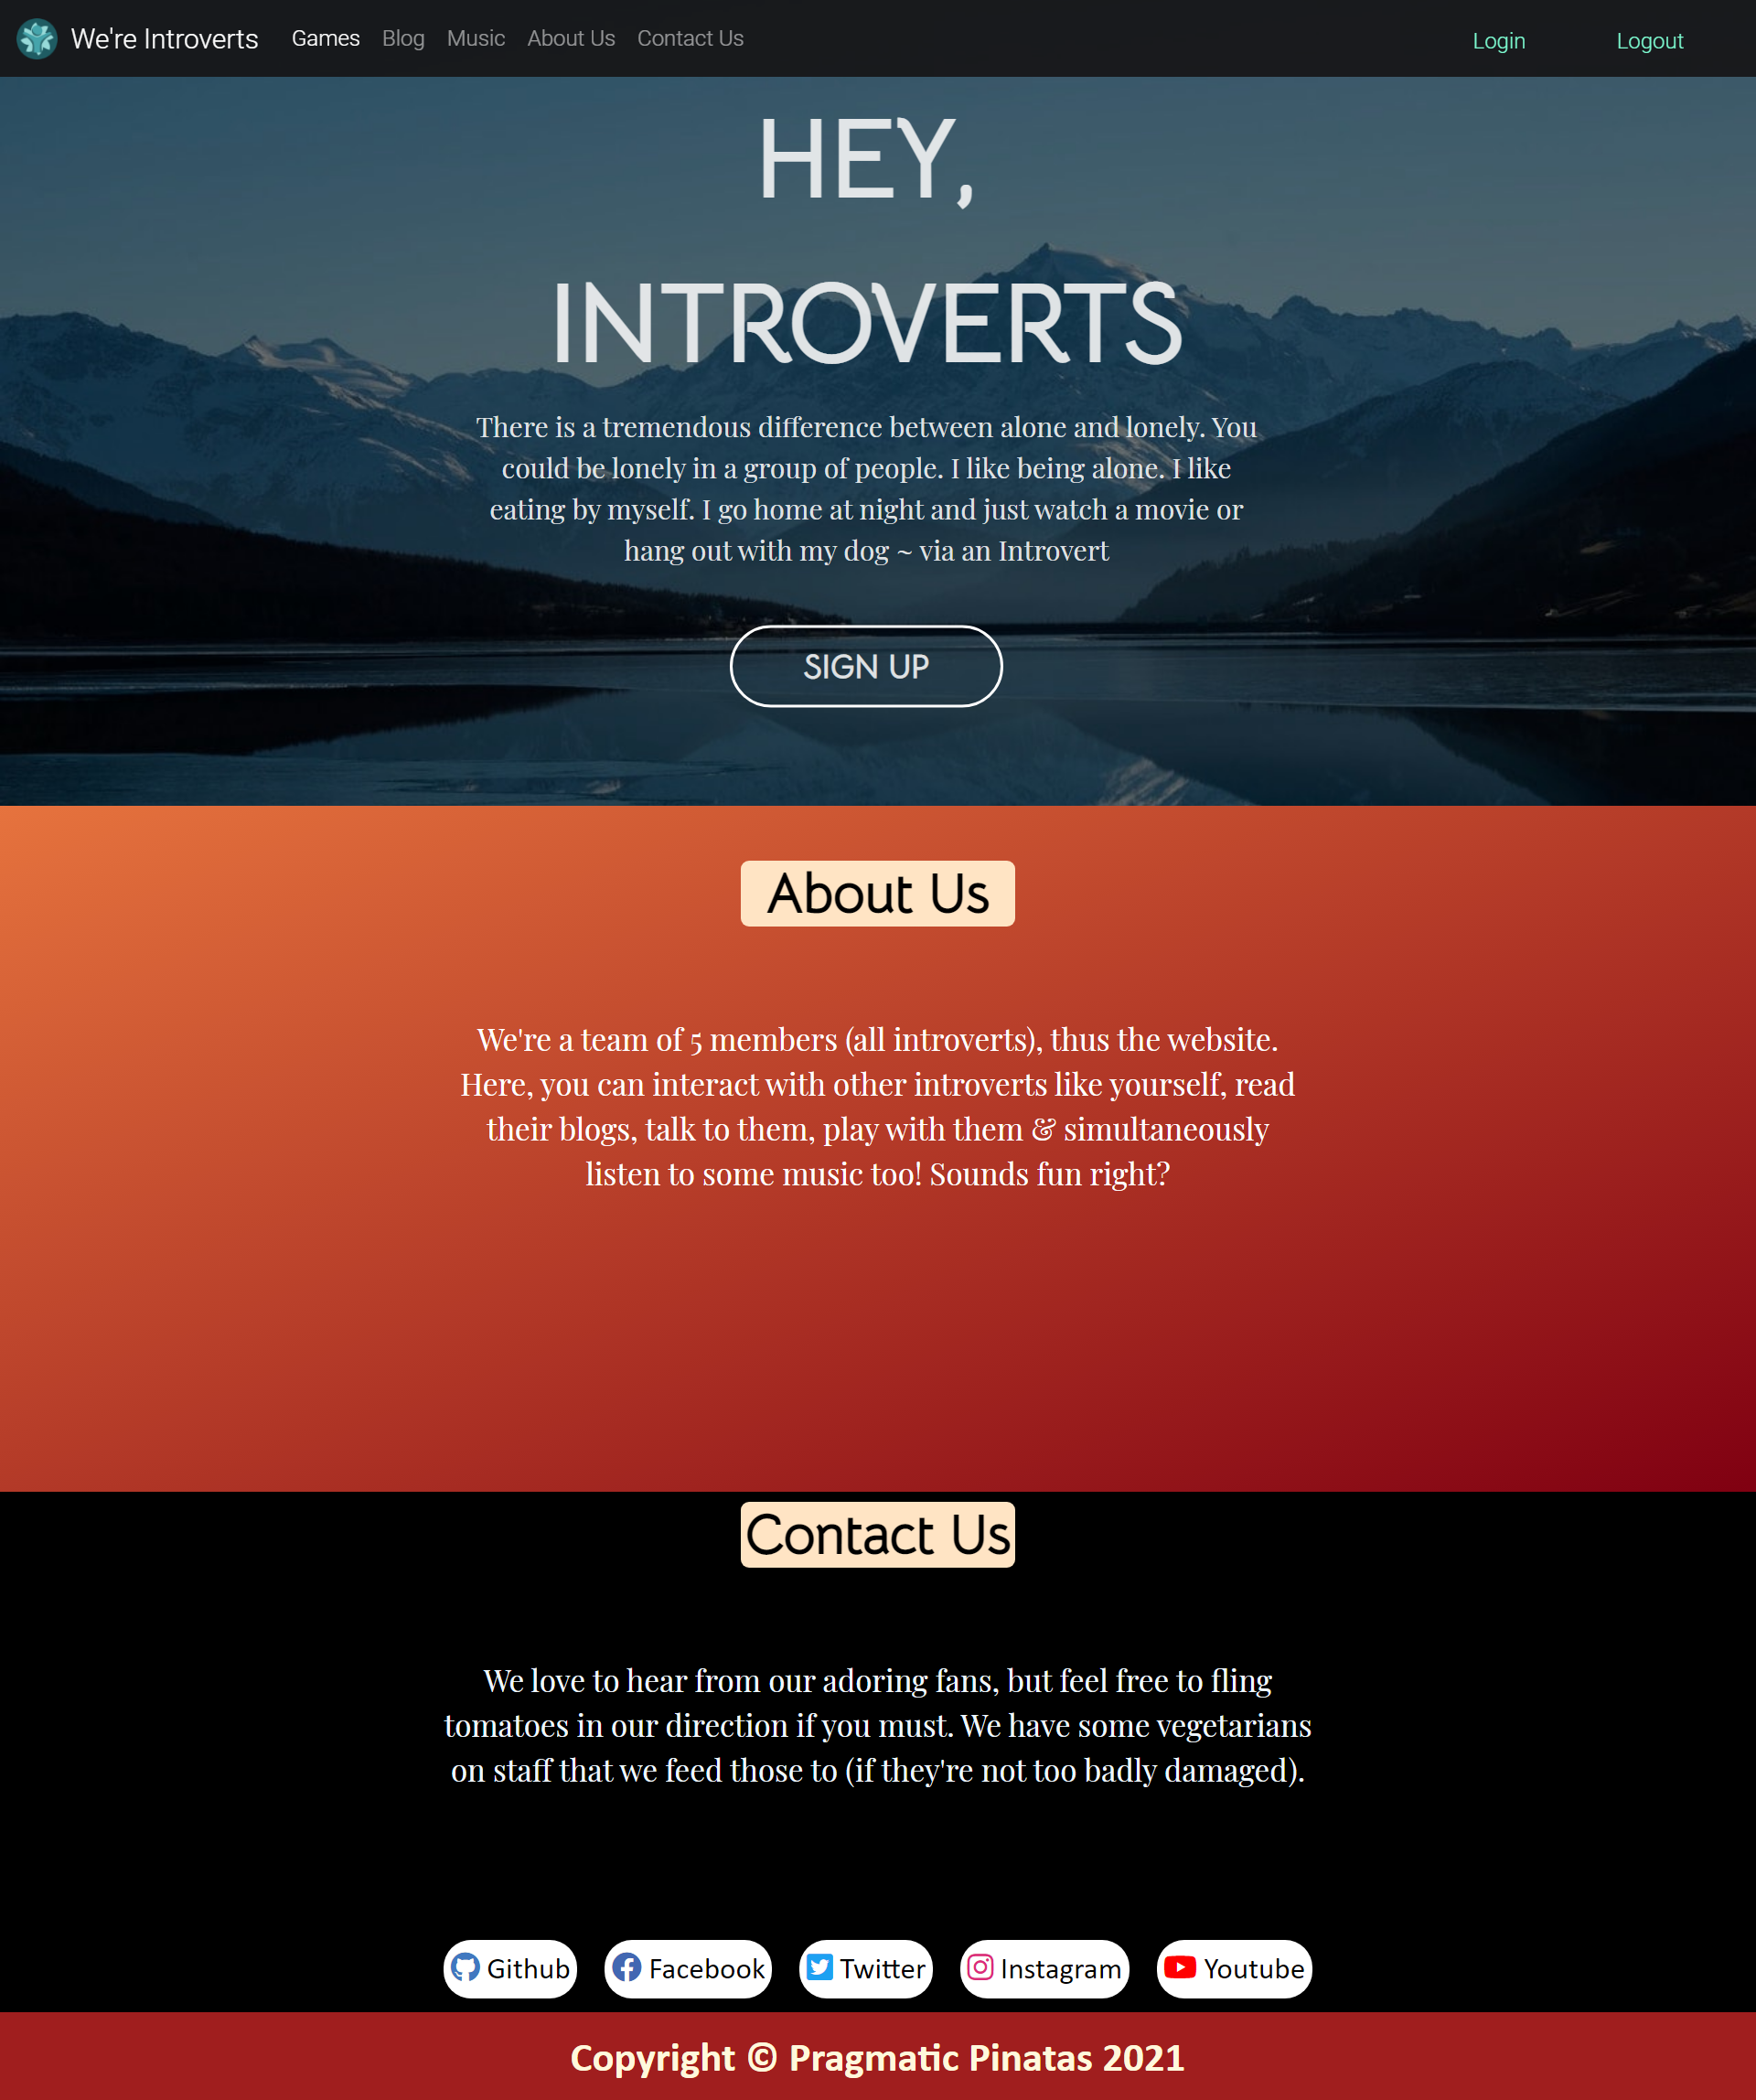 We're Introverts Games Blog Music About Us Contact Us Login Logout
HEY,
INTROVERTS
There is a tremendous difference between alone and lonely. You
could be lonely in a group of people. I like being alone. I like
eating by myself. I go home at night and just watch a movie or
hang out with my dog ~ via an Introvert
SIGN UP
About Us
We're a team of 5 members (all introverts), thus the website.
Here, you can interact with other introverts like yourself, read
their blogs, talk to them, play with them & simultaneously
listen to some music too! Sounds fun right?
Contact Us
We love to hear from our adoring fans, but feel free to fling
tomatoes in our direction if you must. We have some vegetarians
on staff that we feed those to (if they're not too badly damaged).
Github Facebook Twitter Instagram Youtube
Copyright © Pragmatic Pinatas 2021